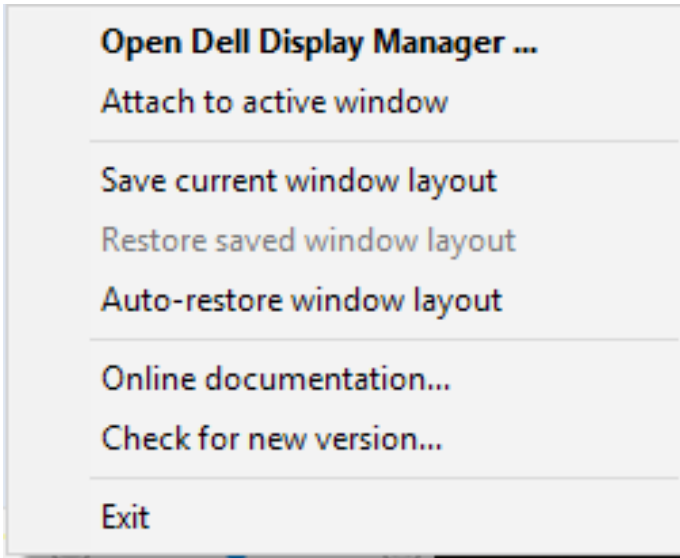 Open Dell Display Manager ...
Attach to active window
Save current window layout
Restore saved window layout
Auto-restore window layout
Online documentation...
Check for new version...
Exit